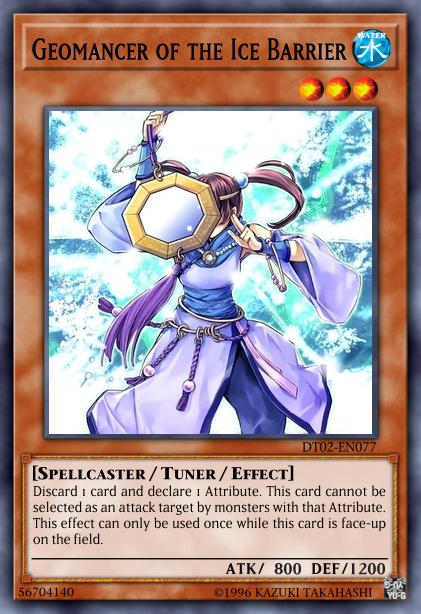 GEOMANCER OF THE ICE BARRIER
WATER
水
DT02-EN077
[SPELLCASTER / TUNER / EFFECT]
Discard 1 card and declare 1 Attribute. This card cannot be
selected as an attack target by monsters with that Attribute.
This effect can only be used once while this card is face-up
on the field.
ATK/ 800 DEF/1200
56704140
©1996 KAZUKI TAKAHASHI